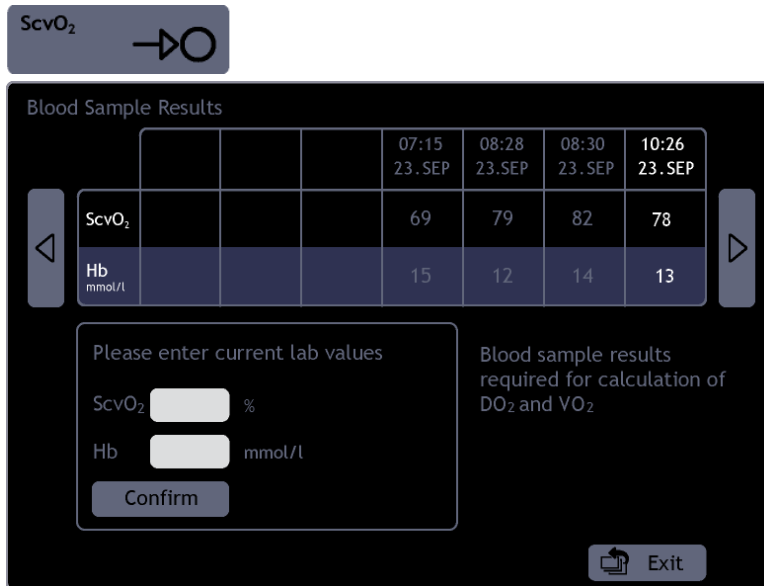 ScvO₂
Blood Sample Results
07:15 08:28 08:30 10:26
23.SEP 23.SEP 23.SEP 23.SEP
ScvO₂ 69 79 82 78
Hb 15 12 14 13
mmol/l
Please enter current lab values
ScvO₂ %
Hb mmol/l
Confirm
Blood sample results
required for calculation of
DO₂ and VO₂
Exit